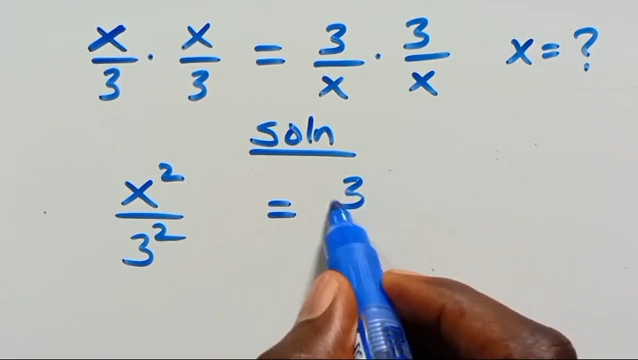 x/3 · x/3 = 3/x · 3/x x = ?
soln
x²/3² = 3